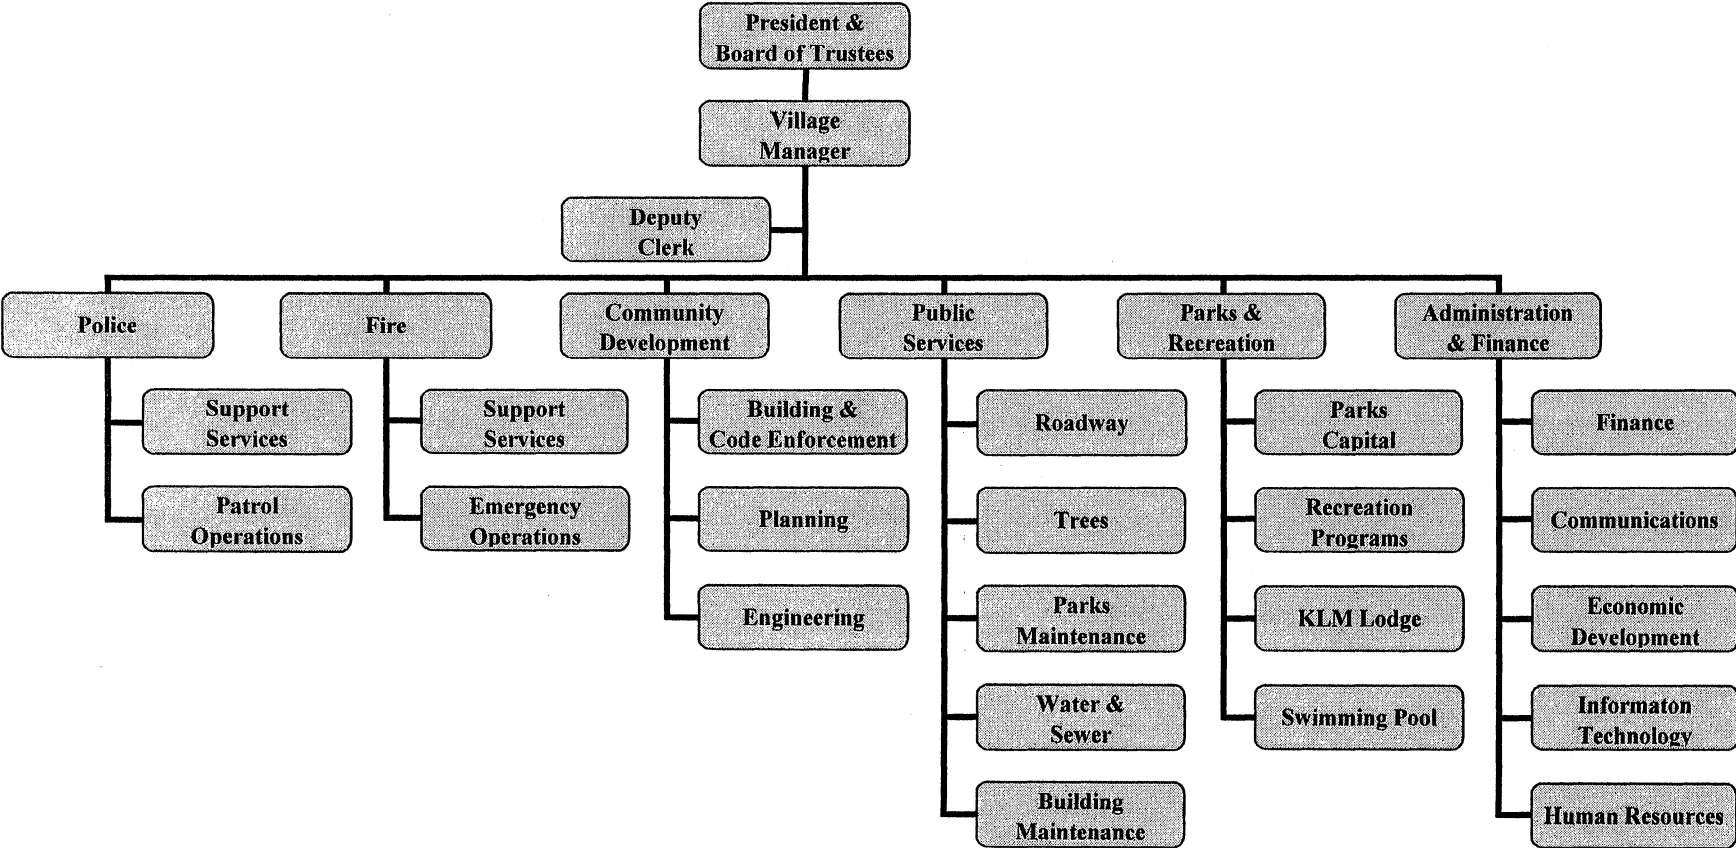 President &
Board of Trustees
Village
Manager
Deputy
Clerk
Police
Fire
Community
Development
Public
Services
Parks &
Recreation
Administration
& Finance
Support
Services
Patrol
Operations
Support
Services
Emergency
Operations
Building &
Code Enforcement
Planning
Engineering
Roadway
Trees
Parks
Maintenance
Water &
Sewer
Building
Maintenance
Parks
Capital
Recreation
Programs
KLM Lodge
Swimming Pool
Finance
Communications
Economic
Development
Informaton
Technology
Human Resources